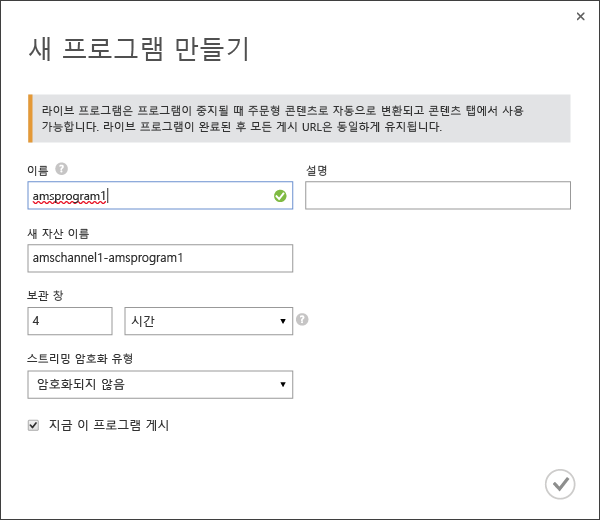 새 프로그램 만들기
라이브 프로그램은 프로그램이 중지될 때 주문형 콘텐츠로 자동으로 변환되고 콘텐츠 탭에서 사용
가능합니다. 라이브 프로그램이 완료된 후 모든 게시 URL은 동일하게 유지됩니다.
이름 ? 설명
amsprogram1
새 자산 이름
amschannel1-amsprogram1
보관 창
4 시간 ?
스트리밍 암호화 유형
암호화되지 않음
지금 이 프로그램 게시